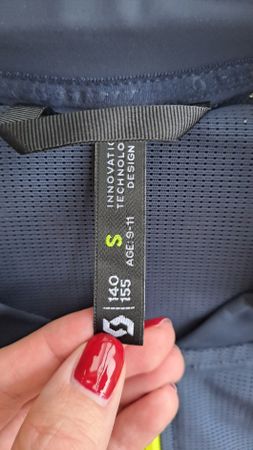 INNOVATIO
TECHNOLO
DESIGN
S
AGE: 9-11
140
155